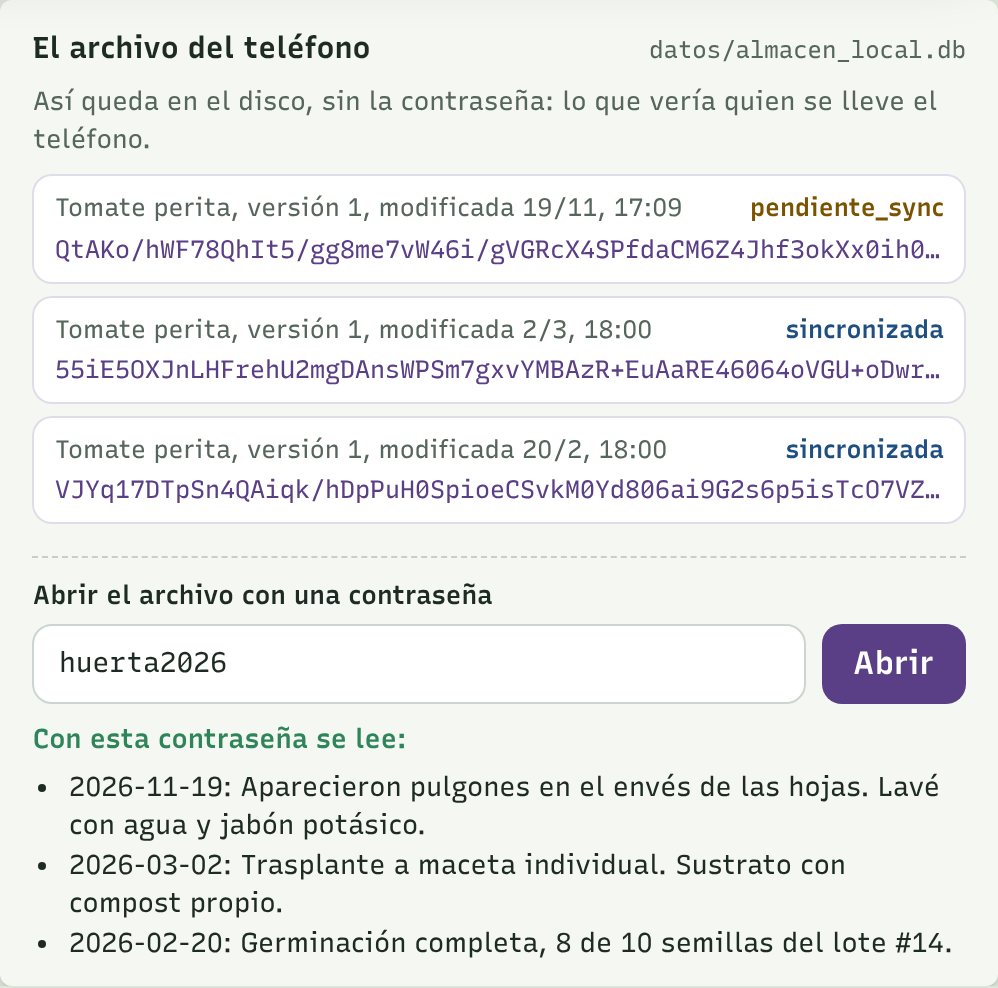 El archivo del teléfono
datos/almacen_local.db
Así queda en el disco, sin la contraseña: lo que vería quien se lleve el
teléfono.
Tomate perita, versión 1, modificada 19/11, 17:09
pendiente_sync
QtAKo/hWF78QhIt5/gg8me7vW46i/gVGRcX4SPfdaCM6Z4Jhf3okXx0ih0…
Tomate perita, versión 1, modificada 2/3, 18:00
sincronizada
55iE5OXJnLHFrehU2mgDAnsWPSm7gxvYMBAzR+EuAaRE46064oVGU+oDwr…
Tomate perita, versión 1, modificada 20/2, 18:00
sincronizada
VJYq17DTpSn4QAiqk/hDpPuH0SpioeCSvkM0Yd806ai9G2s6p5isTcO7VZ…
Abrir el archivo con una contraseña
huerta2026
Abrir
Con esta contraseña se lee:
• 2026-11-19: Aparecieron pulgones en el envés de las hojas. Lavé
con agua y jabón potásico.
• 2026-03-02: Trasplante a maceta individual. Sustrato con
compost propio.
• 2026-02-20: Germinación completa, 8 de 10 semillas del lote #14.